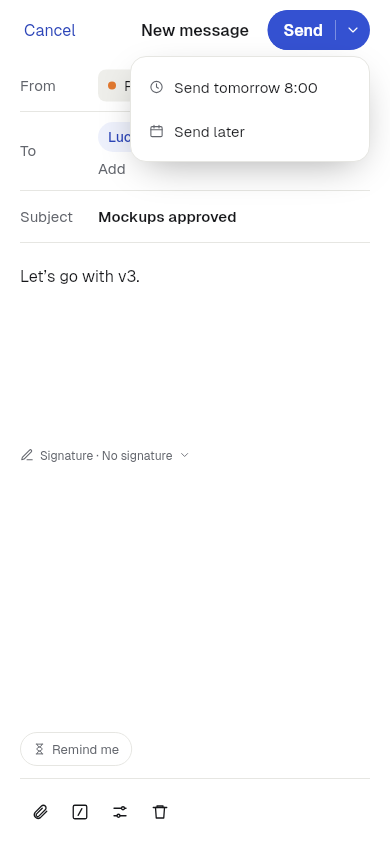 Cancel
New message
Send
Send tomorrow 8:00
Send later
From
To
Add
Subject
Mockups approved
Let's go with v3.
Signature · No signature
Remind me